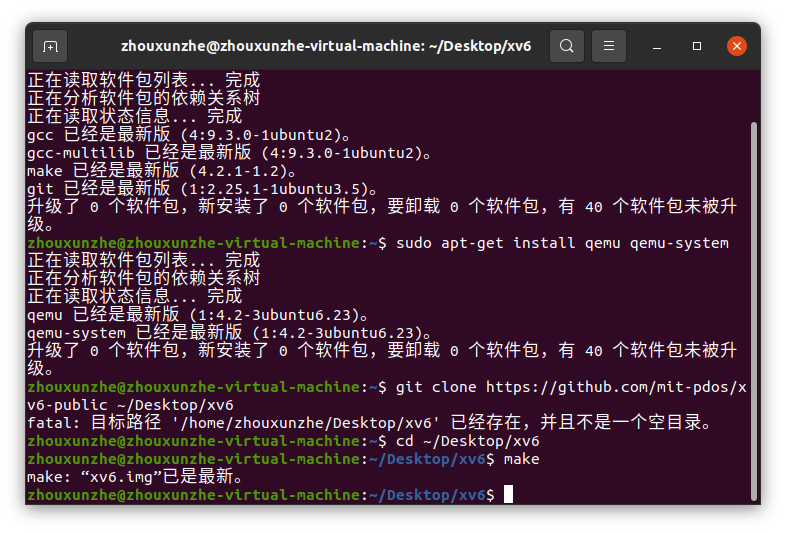 zhouxunzhe@zhouxunzhe-virtual-machine: ~/Desktop/xv6
正在读取软件包列表... 完成
正在分析软件包的依赖关系树
正在读取状态信息... 完成
gcc 已经是最新版 (4:9.3.0-1ubuntu2)。
gcc-multilib 已经是最新版 (4:9.3.0-1ubuntu2)。
make 已经是最新版 (4.2.1-1.2)。
git 已经是最新版 (1:2.25.1-1ubuntu3.5)。
升级了 0 个软件包，新安装了 0 个软件包，要卸载 0 个软件包，有 40 个软件包未被升
级。
zhouxunzhe@zhouxunzhe-virtual-machine:~$ sudo apt-get install qemu qemu-system
正在读取软件包列表... 完成
正在分析软件包的依赖关系树
正在读取状态信息... 完成
qemu 已经是最新版 (1:4.2-3ubuntu6.23)。
qemu-system 已经是最新版 (1:4.2-3ubuntu6.23)。
升级了 0 个软件包，新安装了 0 个软件包，要卸载 0 个软件包，有 40 个软件包未被升
级。
zhouxunzhe@zhouxunzhe-virtual-machine:~$ git clone https://github.com/mit-pdos/x
v6-public ~/Desktop/xv6
fatal: 目标路径 '/home/zhouxunzhe/Desktop/xv6' 已经存在，并且不是一个空目录。
zhouxunzhe@zhouxunzhe-virtual-machine:~$ cd ~/Desktop/xv6
zhouxunzhe@zhouxunzhe-virtual-machine:~/Desktop/xv6$ make
make: “xv6.img”已是最新。
zhouxunzhe@zhouxunzhe-virtual-machine:~/Desktop/xv6$